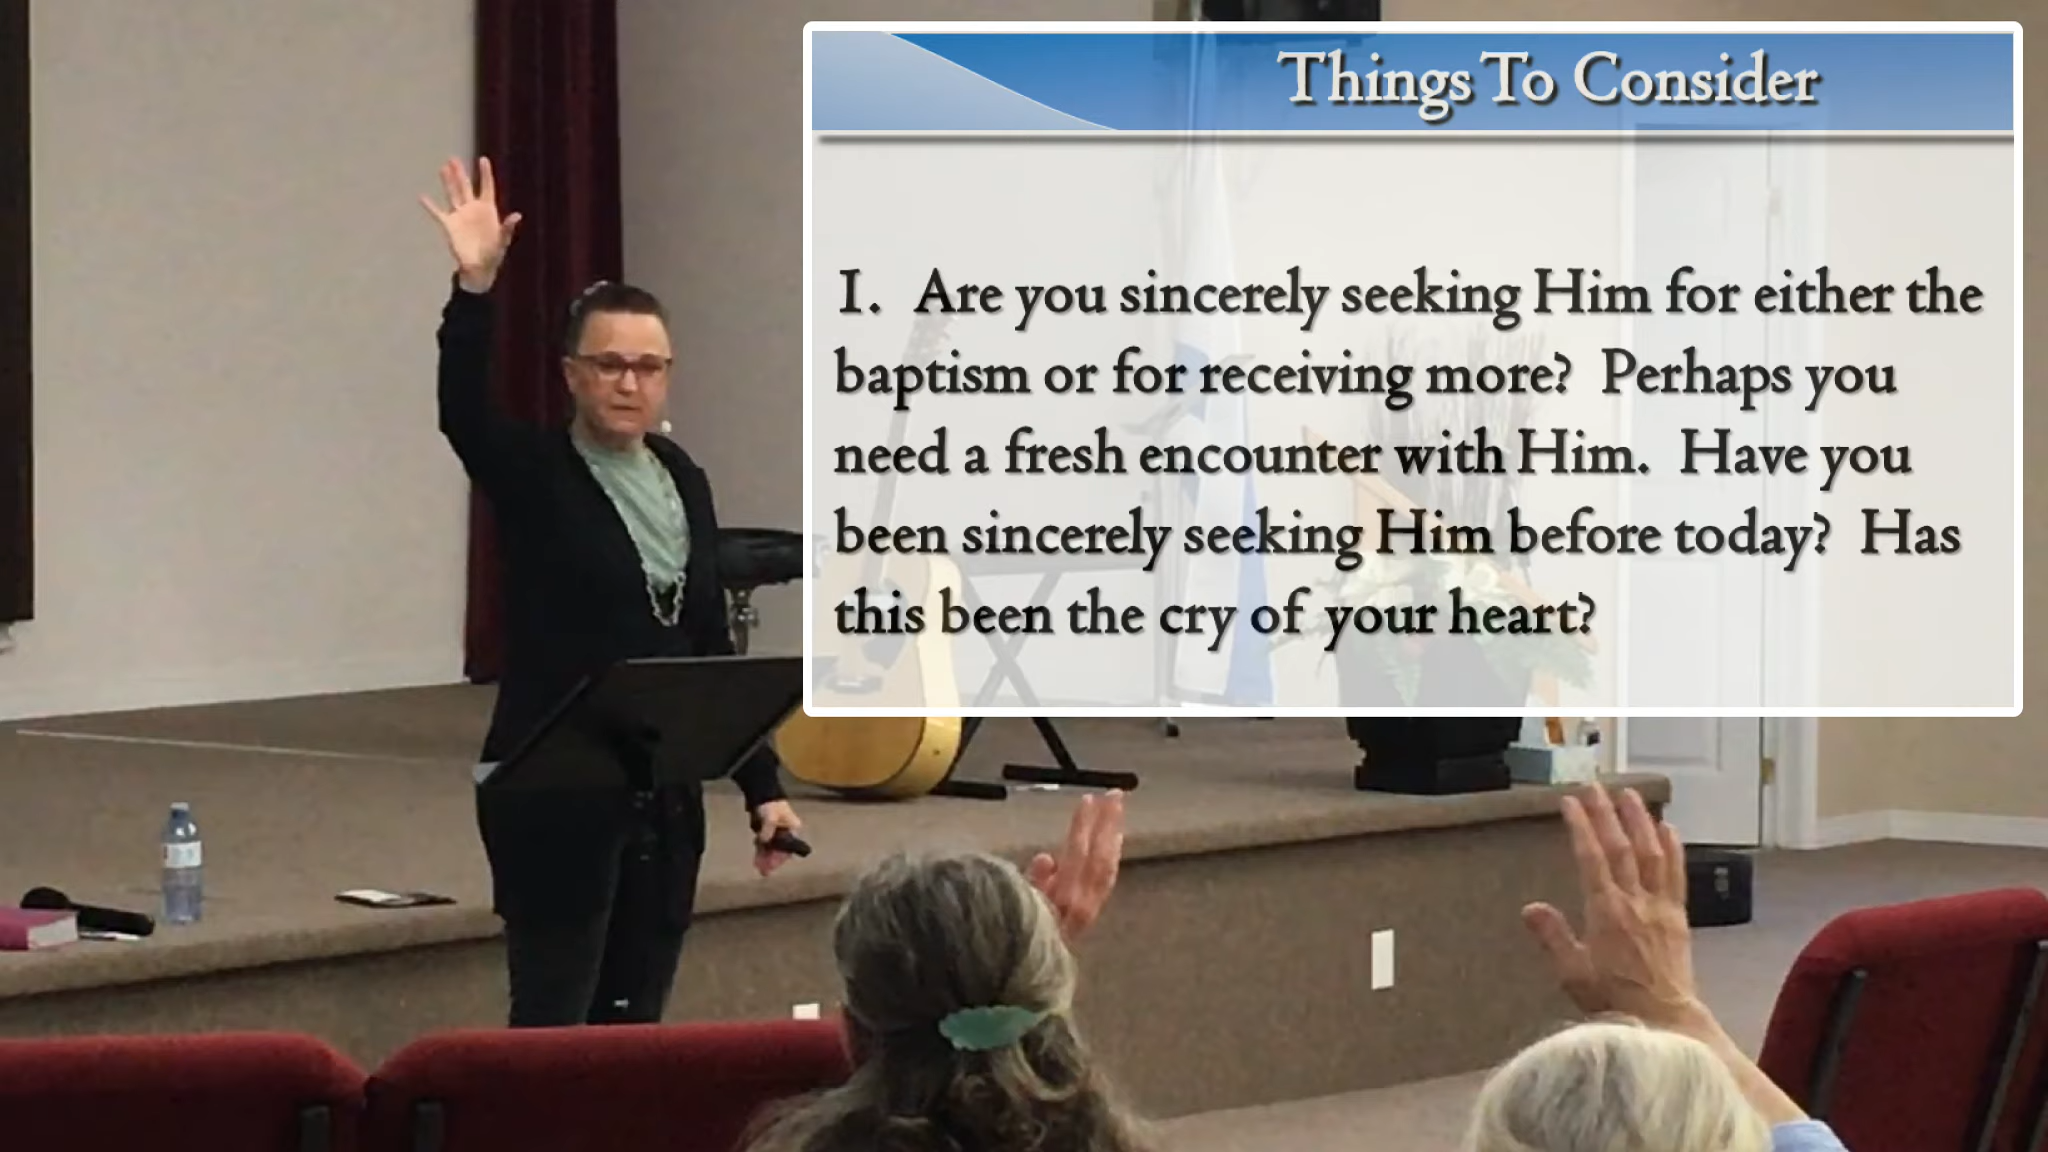 Things To Consider
1. Are you sincerely seeking Him for either the
baptism or for receiving more? Perhaps you
need a fresh encounter with Him. Have you
been sincerely seeking Him before today? Has
this been the cry of your heart?